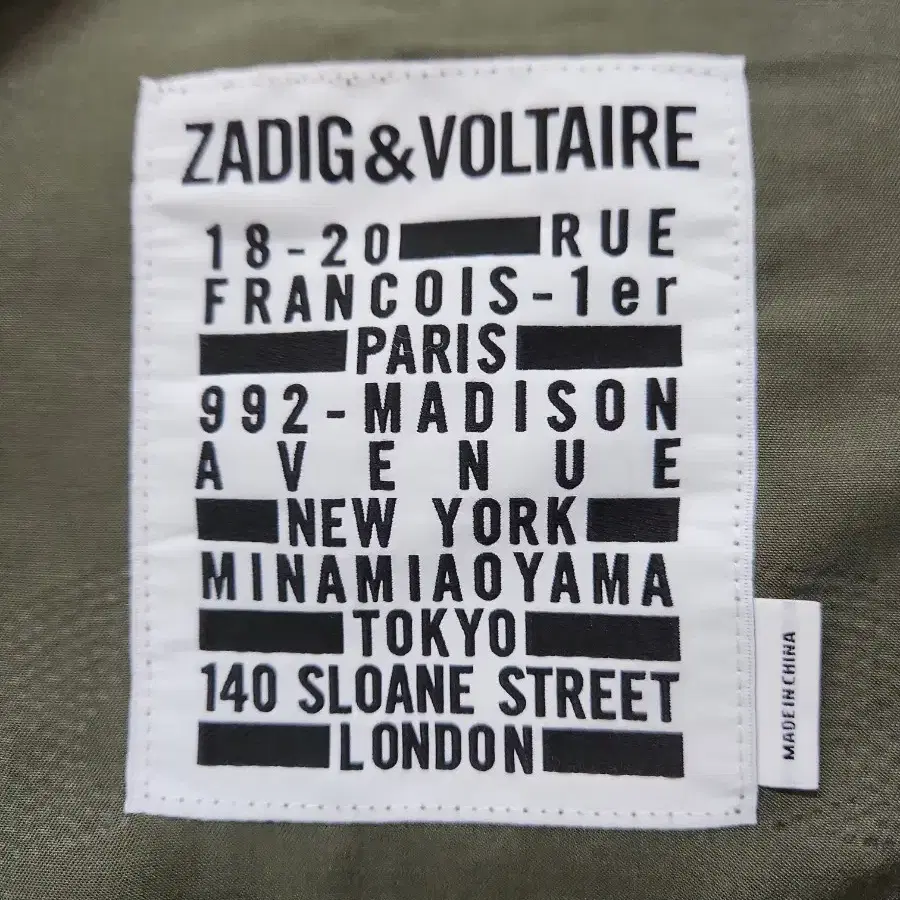 ZADIG&VOLTAIRE
18-20 RUE
FRANCOIS-1er
PARIS
992-MADISON
AVENUE
NEW YORK
MINAMIAOYAMA
TOKYO
140 SLOANE STREET
LONDON
MADE IN CHINA